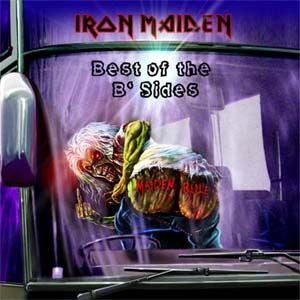 IRON MAIDEN
Best of the
B' Sides
MAIDEN RULE